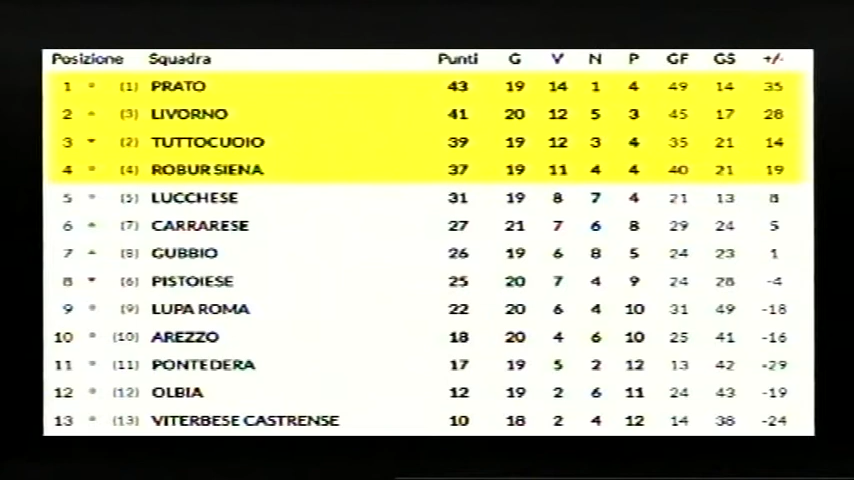 Posizione Squadra Punti G V N P GF GS +/-
1 (1) PRATO 43 19 14 1 4 49 14 35
2 (3) LIVORNO 41 20 12 5 3 45 17 28
3 (2) TUTTOCUOIO 39 19 12 3 4 35 21 14
4 (4) ROBUR SIENA 37 19 11 4 4 40 21 19
5 (5) LUCCHESE 31 19 8 7 4 21 13 8
6 (7) CARRARESE 27 21 7 6 8 29 24 5
7 (8) GUBBIO 26 19 6 8 5 24 23 1
8 (6) PISTOIESE 25 20 7 4 9 24 28 -4
9 (9) LUPA ROMA 22 20 6 4 10 31 49 -18
10 (10) AREZZO 18 20 4 6 10 25 41 -16
11 (11) PONTEDERA 17 19 5 2 12 13 42 -29
12 (12) OLBIA 12 19 2 6 11 24 43 -19
13 (13) VITERBESE CASTRENSE 10 18 2 4 12 14 38 -24